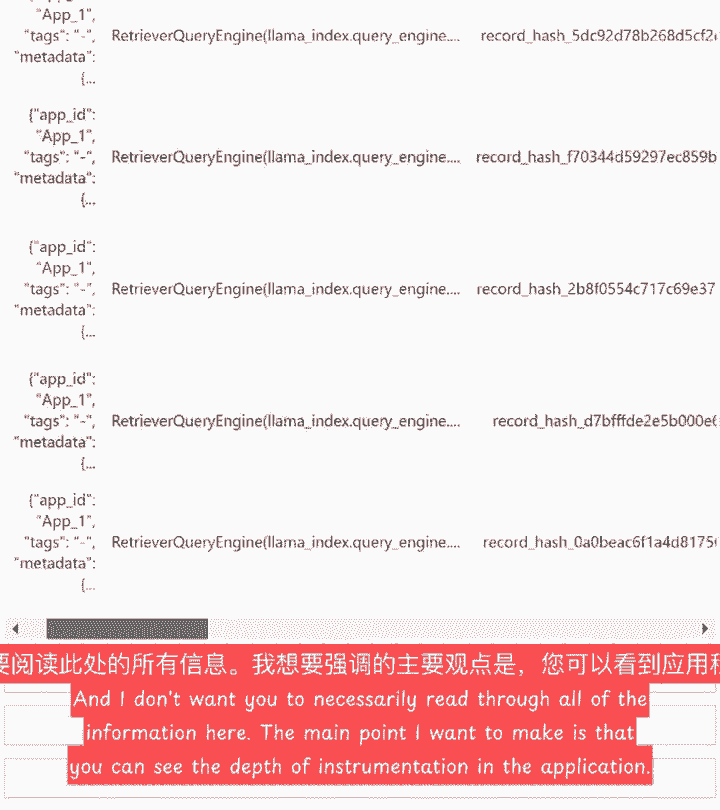 "App_1",
"tags": "-",
"metadata":
{...
RetrieverQueryEngine(llama_index.query_engine....
record_hash_5dc92d78b268d5cf2
{"app_id":
"App_1",
"tags": "-",
"metadata":
{...
RetrieverQueryEngine(llama_index.query_engine....
record_hash_f70344d59297ec859b
{"app_id":
"App_1",
"tags": "-",
"metadata":
{...
RetrieverQueryEngine(llama_index.query_engine....
record_hash_2b8f0554c717c69e37
{"app_id":
"App_1",
"tags": "-",
"metadata":
{...
RetrieverQueryEngine(llama_index.query_engine....
record_hash_d7bfffde2e5b000e6
{"app_id":
"App_1",
"tags": "-",
"metadata":
{...
RetrieverQueryEngine(llama_index.query_engine....
record_hash_0a0beac6f1a4d8175
要阅读此处的所有信息。我想要强调的主要观点是，您可以看到应用程
And I don't want you to necessarily read through all of the
information here. The main point I want to make is that
you can see the depth of instrumentation in the application.